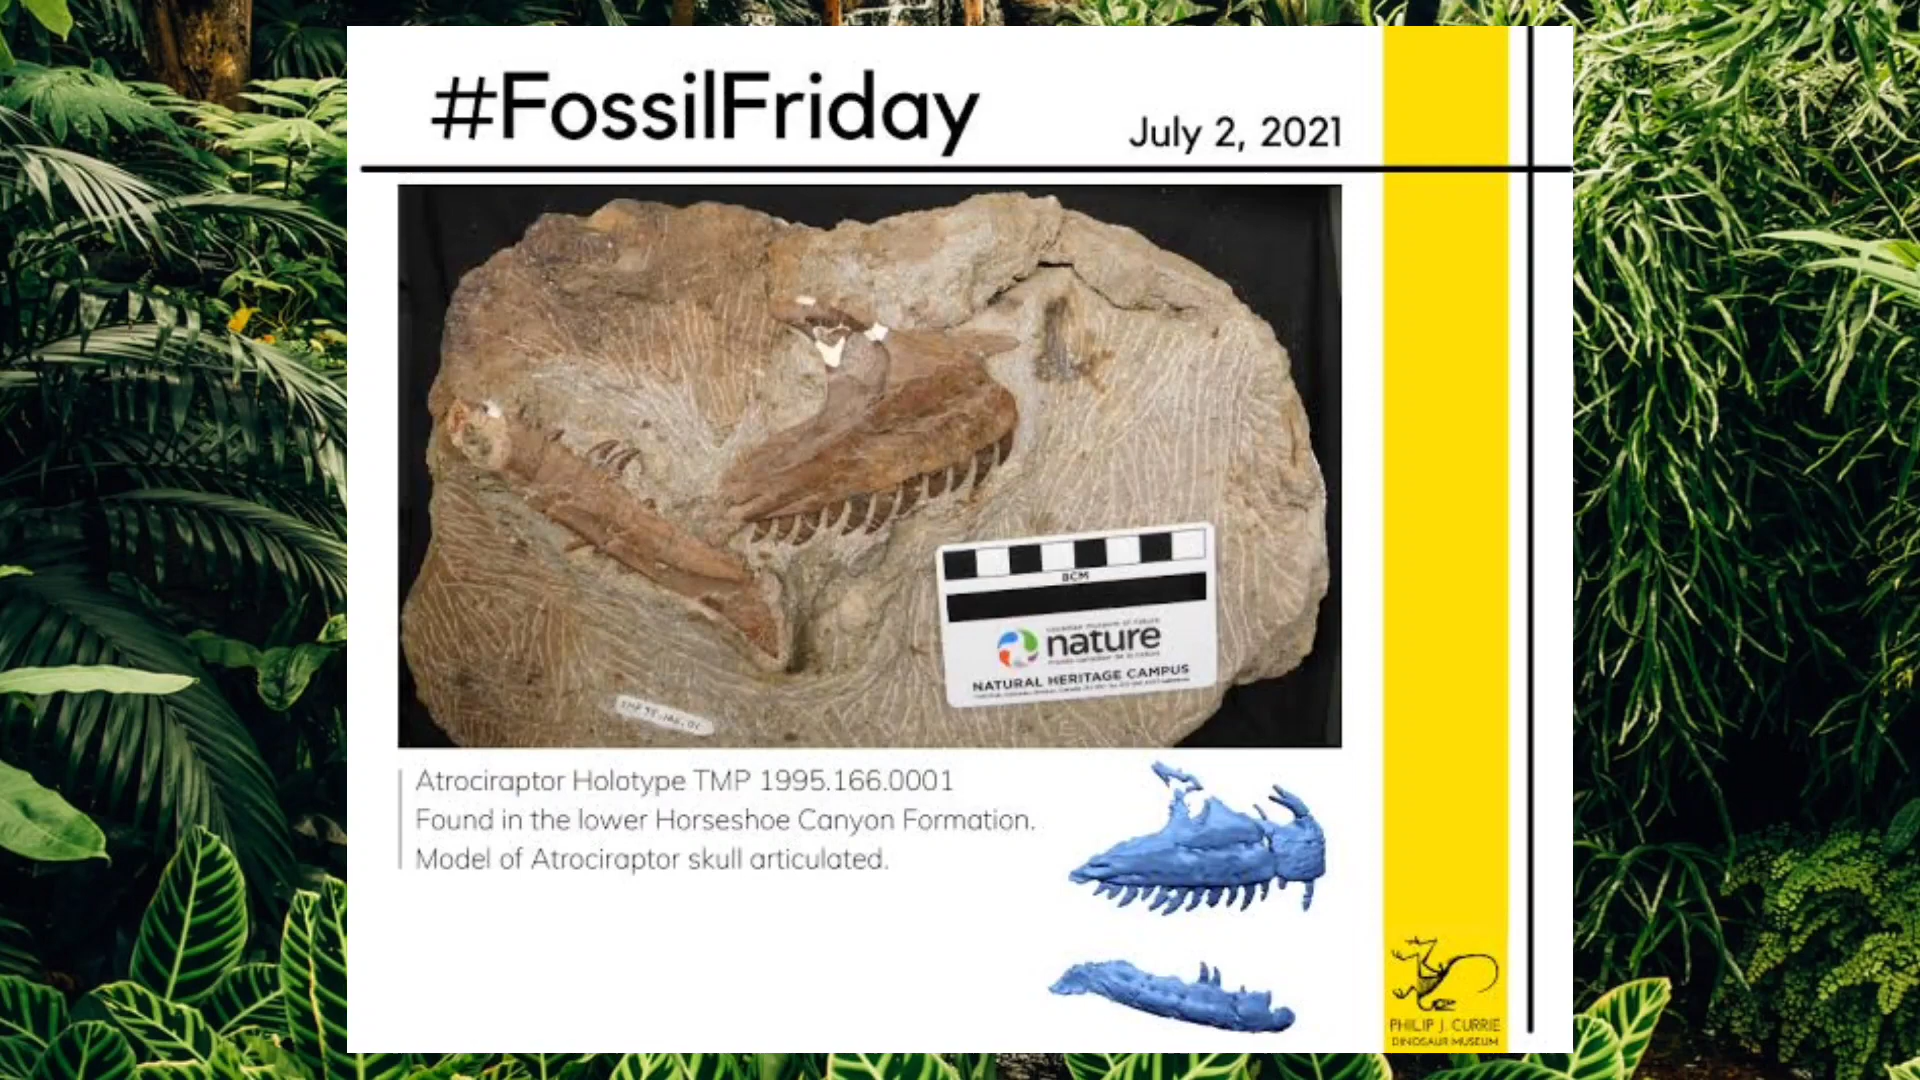 #FossilFriday
July 2, 2021
8CM
nature
NATURAL HERITAGE CAMPUS
Atrociraptor Holotype TMP 1995.166.0001
Found in the lower Horseshoe Canyon Formation.
Model of Atrociraptor skull articulated.
PHILIP J. CURRIE
DINOSAUR MUSEUM